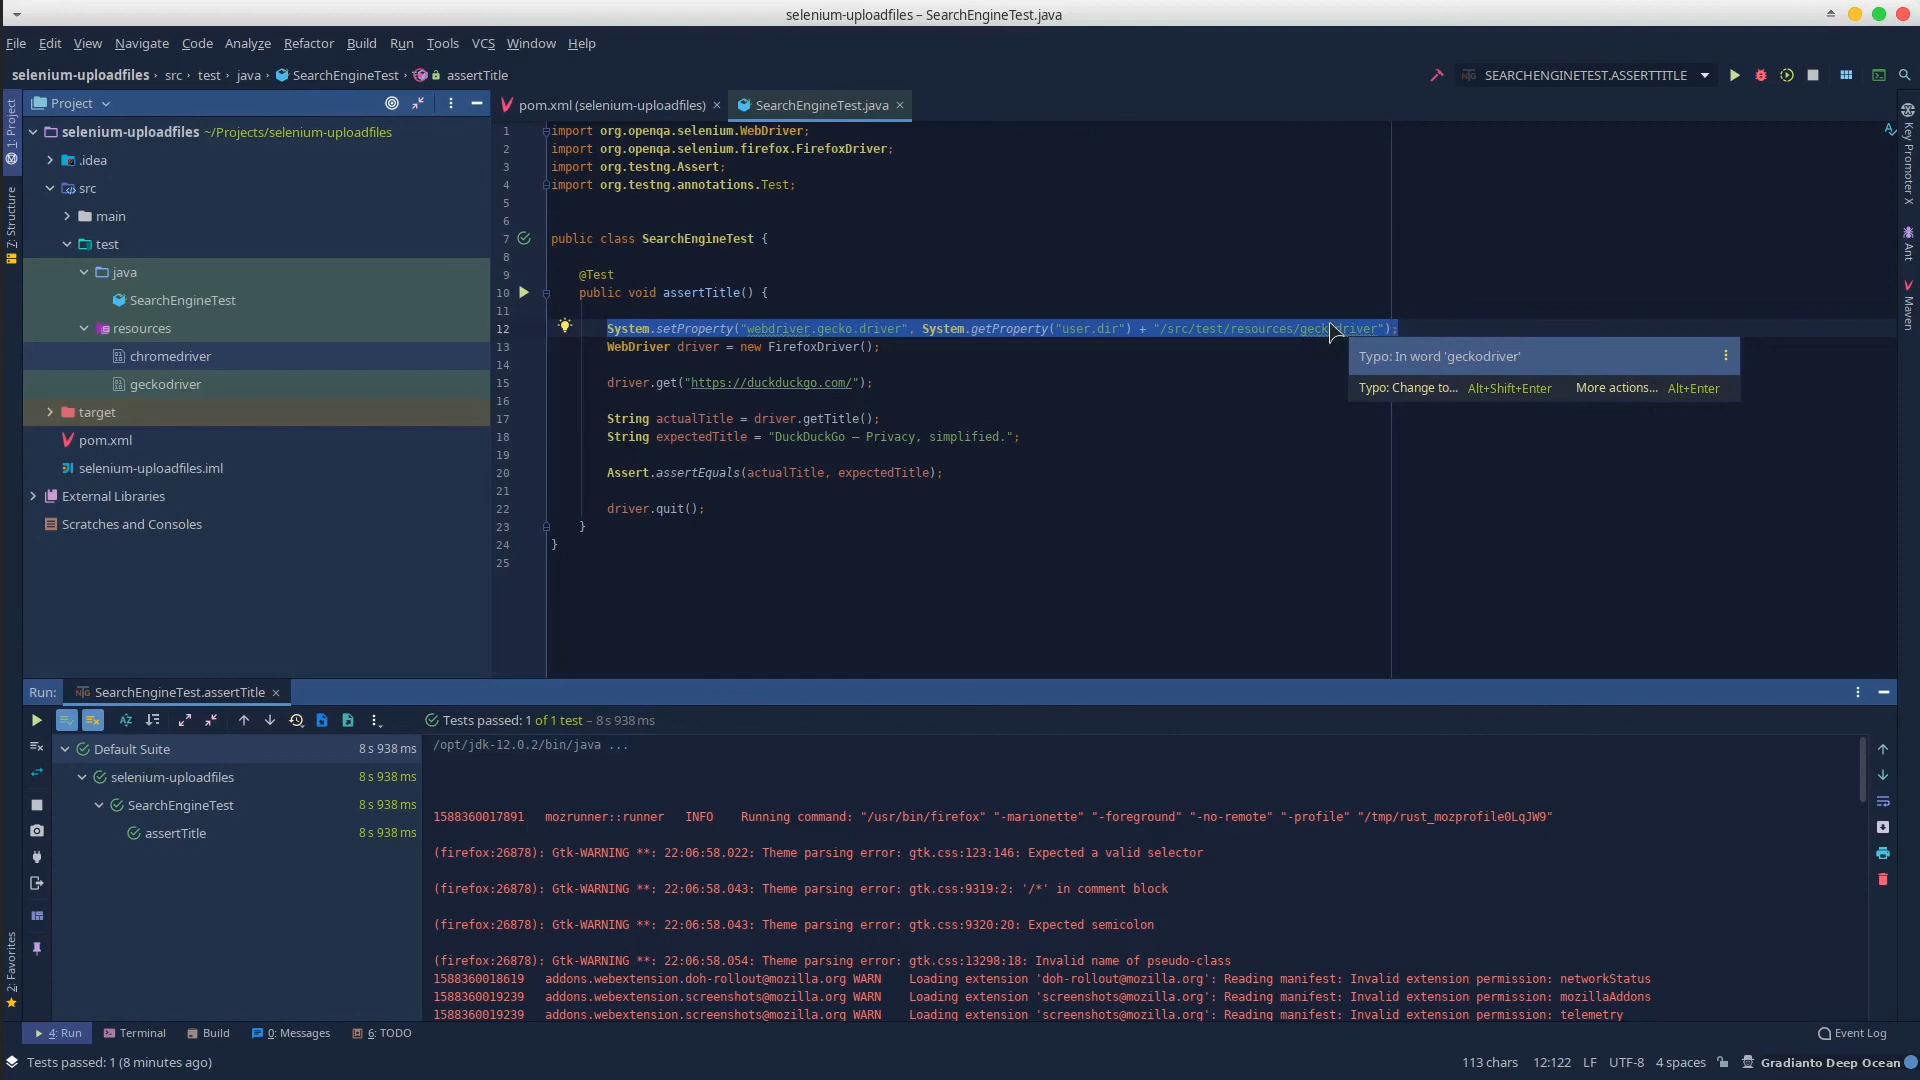 selenium-uploadfiles – SearchEngineTest.java
File Edit View Navigate Code Analyze Refactor Build Run Tools VCS Window Help
selenium-uploadfiles › src › test › java › SearchEngineTest › assertTitle
SEARCHENGINETEST.ASSERTTITLE
1: Project
7: Structure
2: Favorites
Project
selenium-uploadfiles ~/Projects/selenium-uploadfiles
.idea
src
main
test
java
SearchEngineTest
resources
chromedriver
geckodriver
target
pom.xml
selenium-uploadfiles.iml
External Libraries
Scratches and Consoles
pom.xml (selenium-uploadfiles) × SearchEngineTest.java ×
1 import org.openqa.selenium.WebDriver;
2 import org.openqa.selenium.firefox.FirefoxDriver;
3 import org.testng.Assert;
4 import org.testng.annotations.Test;
5
6
7 public class SearchEngineTest {
8
9 @Test
10 public void assertTitle() {
11
12 System.setProperty("webdriver.gecko.driver", System.getProperty("user.dir") + "/src/test/resources/geckodriver");
13 WebDriver driver = new FirefoxDriver();
14
15 driver.get("https://duckduckgo.com/");
16
17 String actualTitle = driver.getTitle();
18 String expectedTitle = "DuckDuckGo — Privacy, simplified.";
19
20 Assert.assertEquals(actualTitle, expectedTitle);
21
22 driver.quit();
23 }
24 }
25
Typo: In word 'geckodriver'
Typo: Change to... Alt+Shift+Enter More actions... Alt+Enter
Key Promoter X
Ant
Maven
Run: SearchEngineTest.assertTitle ×
Tests passed: 1 of 1 test – 8 s 938 ms
Default Suite 8 s 938 ms
selenium-uploadfiles 8 s 938 ms
SearchEngineTest 8 s 938 ms
assertTitle 8 s 938 ms
/opt/jdk-12.0.2/bin/java ...
1588360017891 mozrunner::runner INFO Running command: "/usr/bin/firefox" "-marionette" "-foreground" "-no-remote" "-profile" "/tmp/rust_mozprofile0LqJW9"
(firefox:26878): Gtk-WARNING **: 22:06:58.022: Theme parsing error: gtk.css:123:146: Expected a valid selector
(firefox:26878): Gtk-WARNING **: 22:06:58.043: Theme parsing error: gtk.css:9319:2: '/*' in comment block
(firefox:26878): Gtk-WARNING **: 22:06:58.043: Theme parsing error: gtk.css:9320:20: Expected semicolon
(firefox:26878): Gtk-WARNING **: 22:06:58.054: Theme parsing error: gtk.css:13298:18: Invalid name of pseudo-class
1588360018619 addons.webextension.doh-rollout@mozilla.org WARN Loading extension 'doh-rollout@mozilla.org': Reading manifest: Invalid extension permission: networkStatus
1588360019239 addons.webextension.screenshots@mozilla.org WARN Loading extension 'screenshots@mozilla.org': Reading manifest: Invalid extension permission: mozillaAddons
1588360019239 addons.webextension.screenshots@mozilla.org WARN Loading extension 'screenshots@mozilla.org': Reading manifest: Invalid extension permission: telemetry
4: Run Terminal Build 0: Messages 6: TODO Event Log
Tests passed: 1 (8 minutes ago) 113 chars 12:122 LF UTF-8 4 spaces Gradianto Deep Ocean